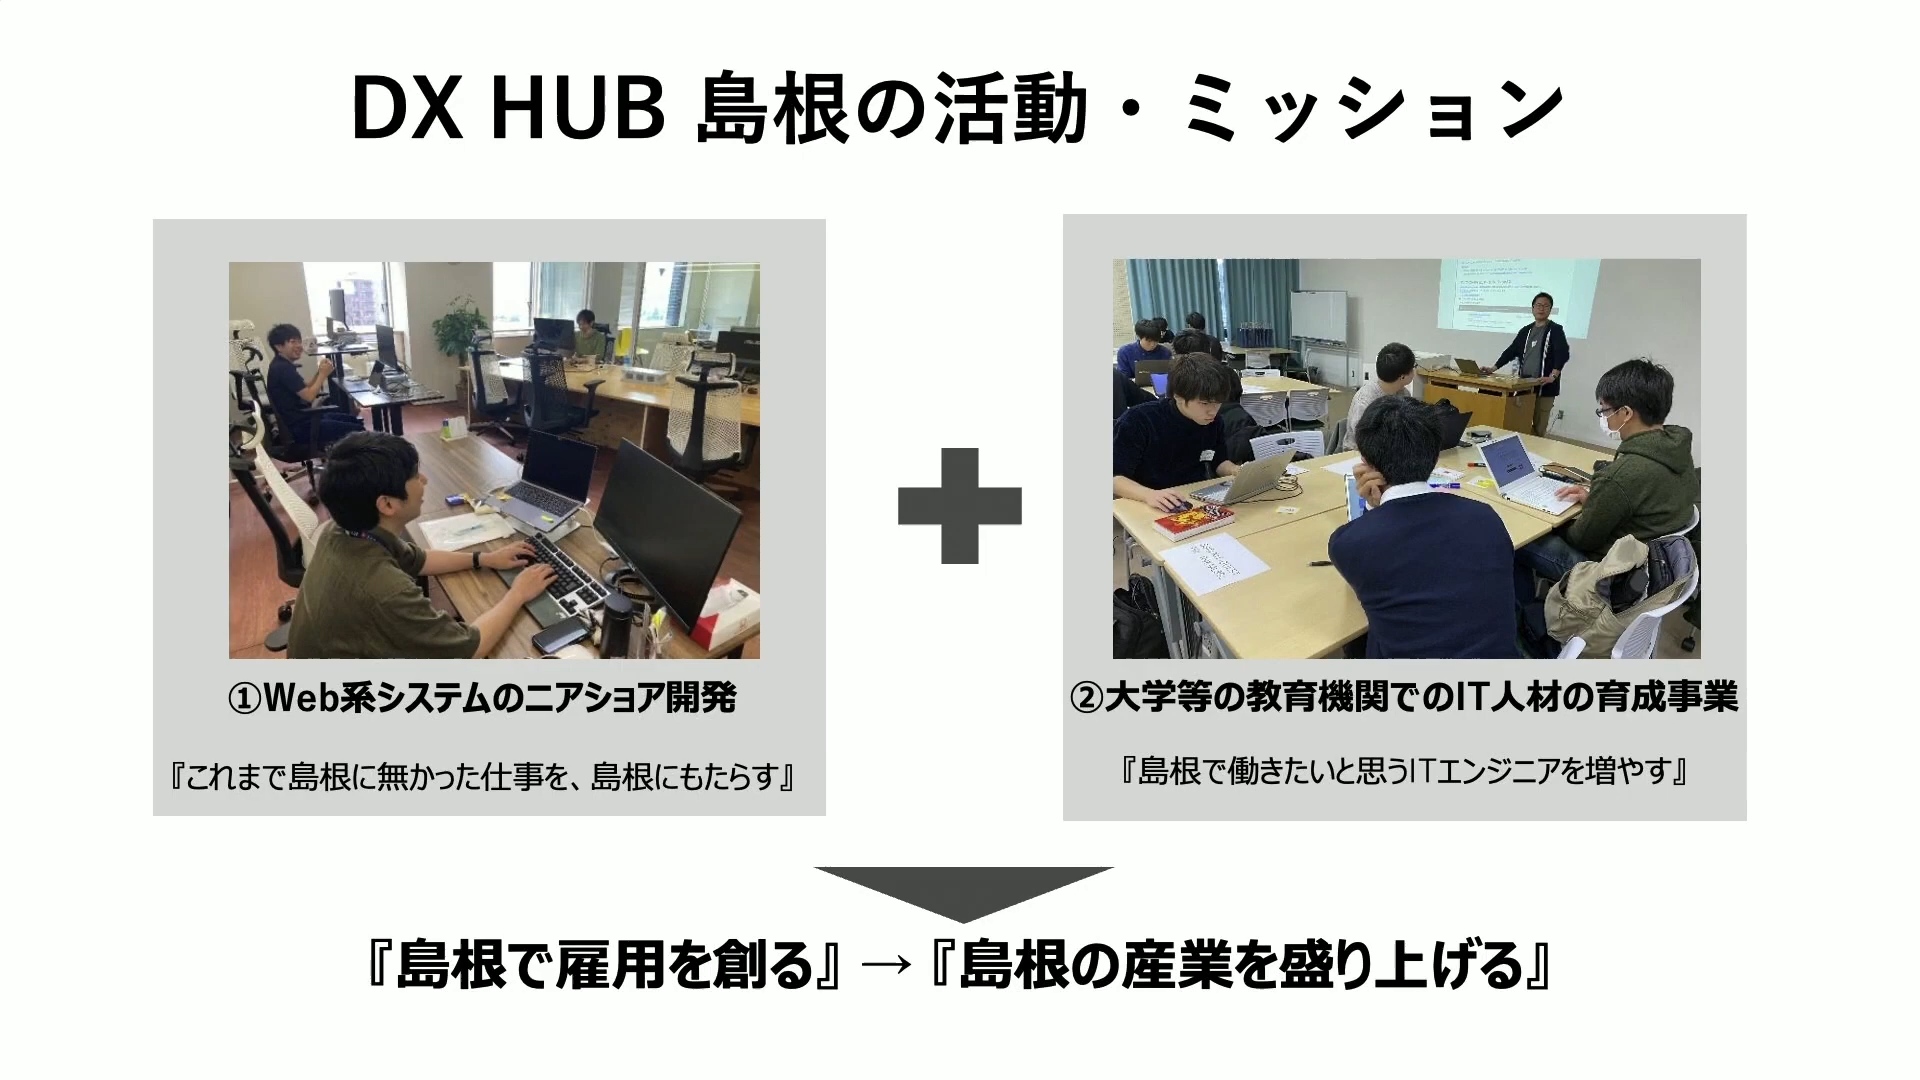 DX HUB 島根の活動・ミッション
①Web系システムのニアショア開発
『これまで島根に無かった仕事を、島根にもたらす』
②大学等の教育機関でのIT人材の育成事業
『島根で働きたいと思うITエンジニアを増やす』
『島根で雇用を創る』→『島根の産業を盛り上げる』